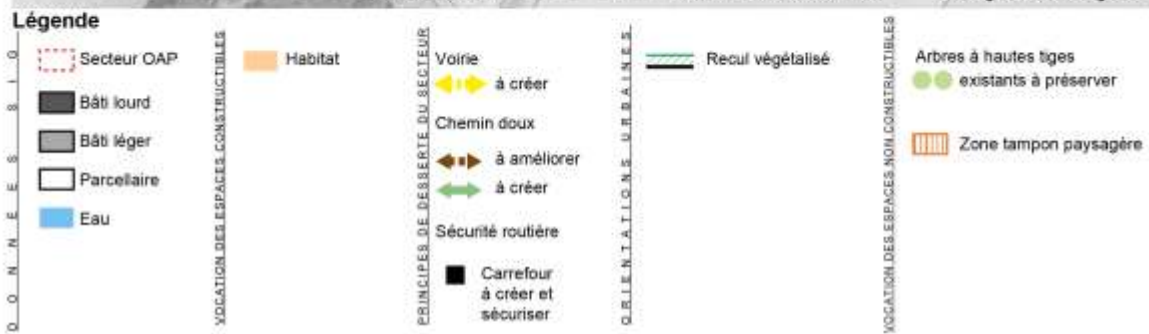 Légende
DONNEES SIG
Secteur OAP
Bâti lourd
Bâti léger
Parcellaire
Eau
VOCATION DES ESPACES CONSTRUCTIBLES
Habitat
PRINCIPES DE DESSERTE DU SECTEUR
Voirie
à créer
Chemin doux
à améliorer
à créer
Sécurité routière
Carrefour
à créer et
sécuriser
ORIENTATIONS URBAINES
Recul végétalisé
VOCATION DES ESPACES NON CONSTRUCTIBLES
Arbres à hautes tiges
existants à préserver
Zone tampon paysagère